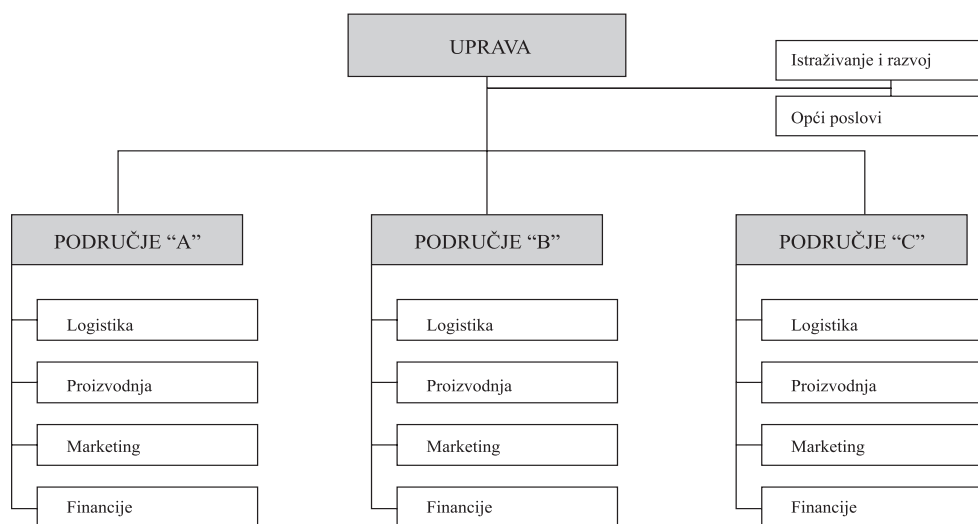 UPRAVA
Istraživanje i razvoj
Opći poslovi
PODRUČJE “A”
PODRUČJE “B”
PODRUČJE “C”
Logistika
Logistika
Logistika
Proizvodnja
Proizvodnja
Proizvodnja
Marketing
Marketing
Marketing
Financije
Financije
Financije